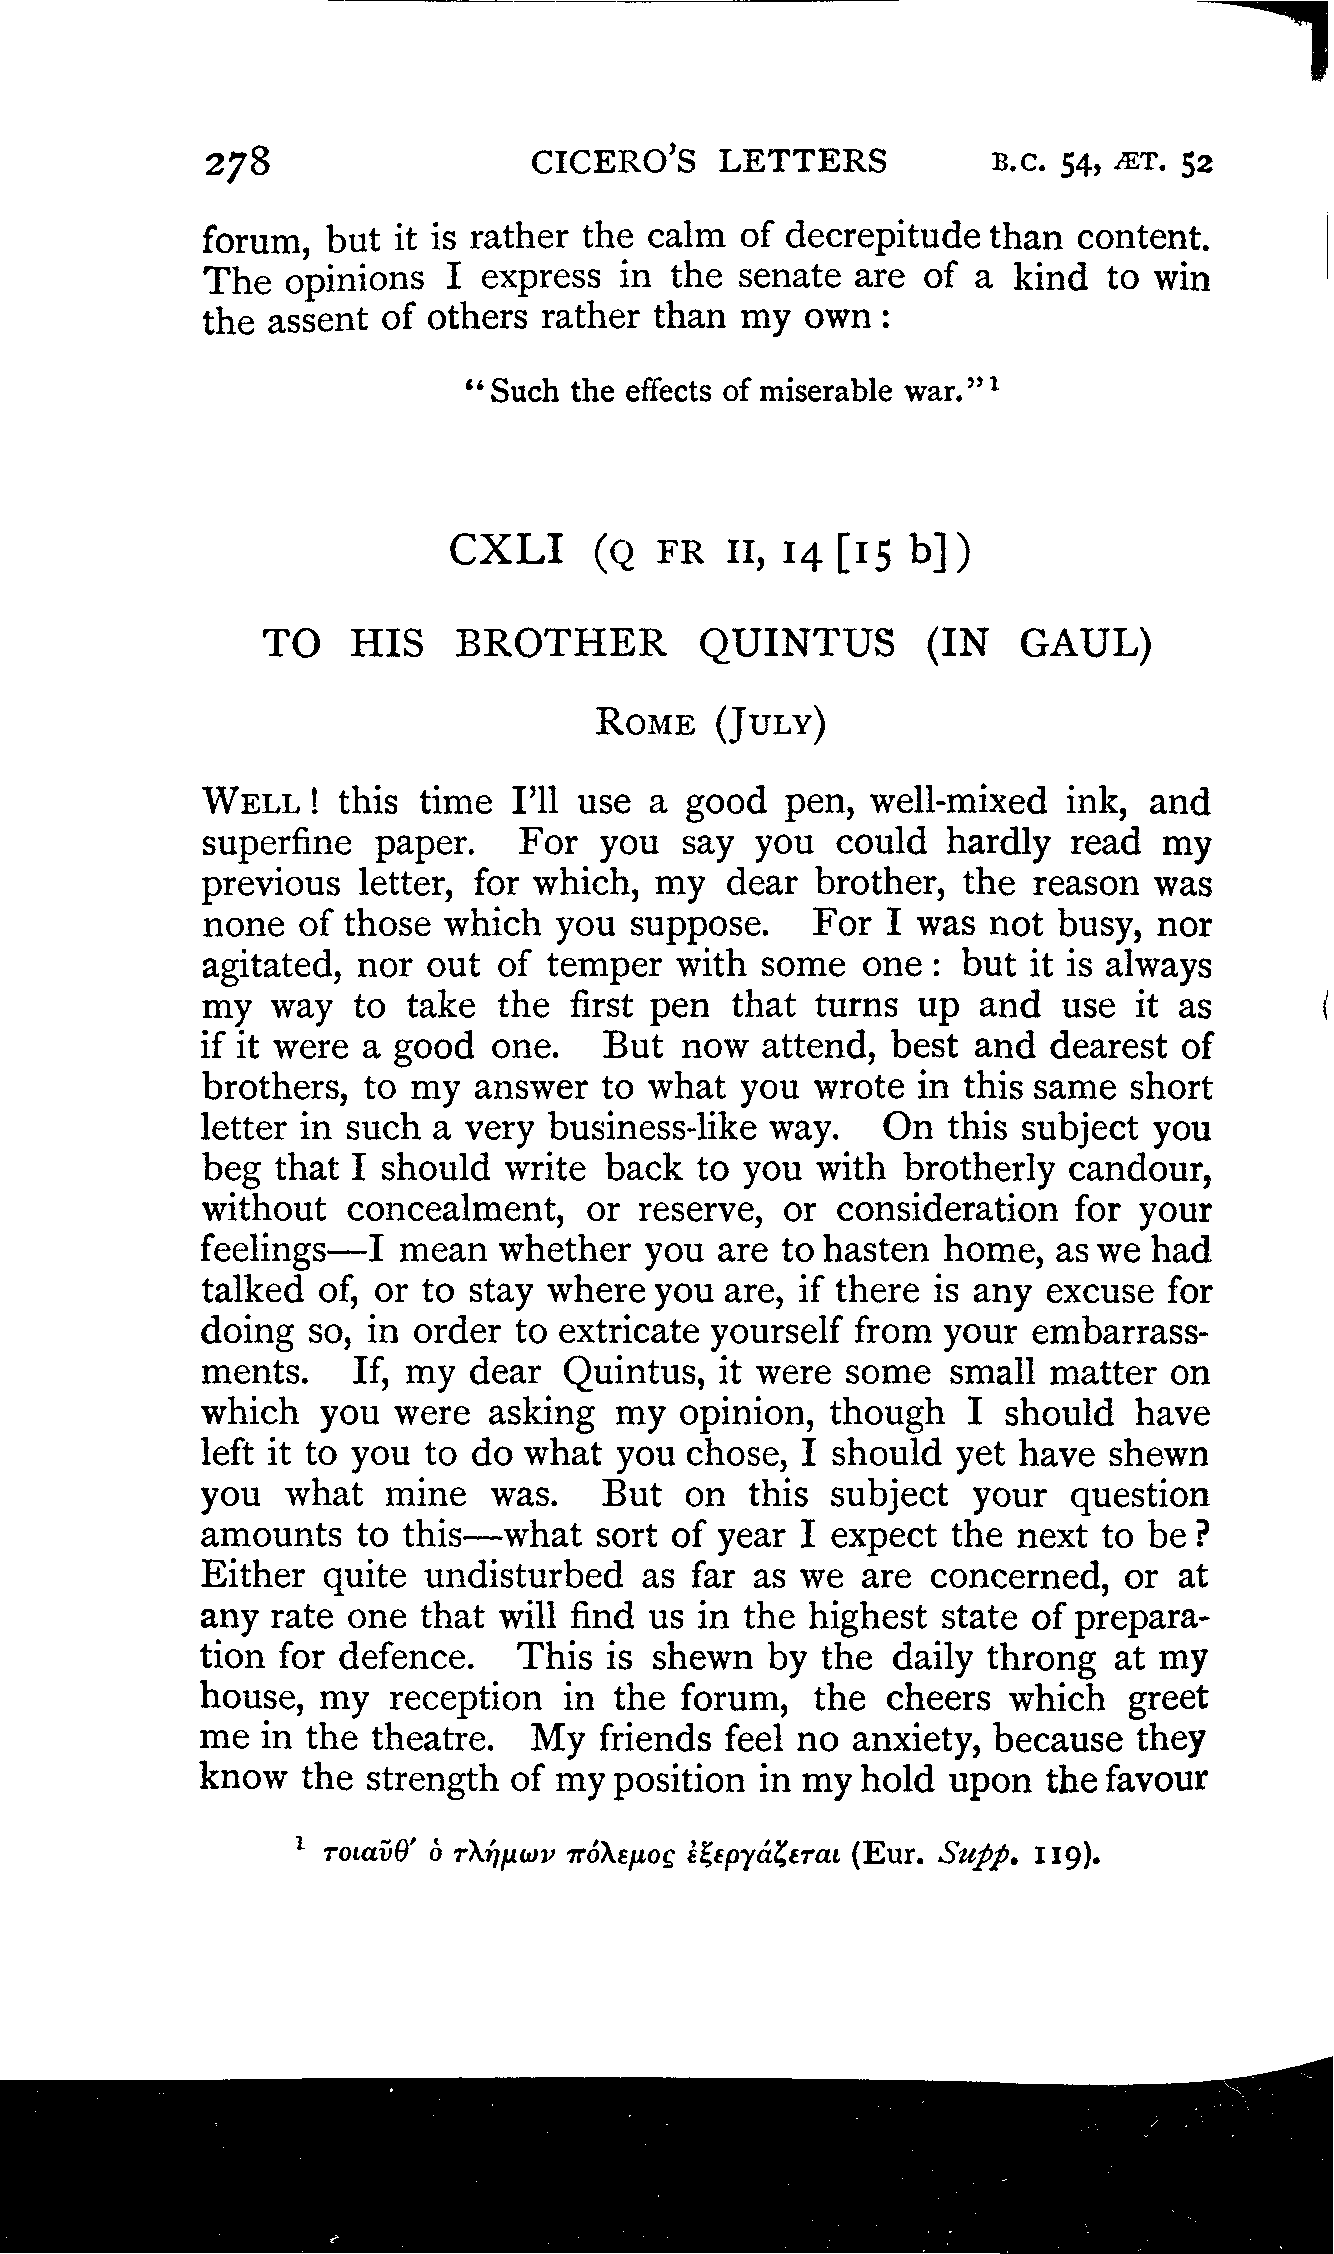 278 CICERO'S LETTERS B.C. 54, ÆT. 52
forum, but it is rather the calm of decrepitude than content.
The opinions I express in the senate are of a kind to win
the assent of others rather than my own :
“Such the effects of miserable war.”¹
CXLI (Q FR II, 14 [15 b])
TO HIS BROTHER QUINTUS (IN GAUL)
ROME (JULY)
WELL ! this time I'll use a good pen, well-mixed ink, and
superfine paper. For you say you could hardly read my
previous letter, for which, my dear brother, the reason was
none of those which you suppose. For I was not busy, nor
agitated, nor out of temper with some one : but it is always
my way to take the first pen that turns up and use it as
if it were a good one. But now attend, best and dearest of
brothers, to my answer to what you wrote in this same short
letter in such a very business-like way. On this subject you
beg that I should write back to you with brotherly candour,
without concealment, or reserve, or consideration for your
feelings—I mean whether you are to hasten home, as we had
talked of, or to stay where you are, if there is any excuse for
doing so, in order to extricate yourself from your embarrass-
ments. If, my dear Quintus, it were some small matter on
which you were asking my opinion, though I should have
left it to you to do what you chose, I should yet have shewn
you what mine was. But on this subject your question
amounts to this—what sort of year I expect the next to be ?
Either quite undisturbed as far as we are concerned, or at
any rate one that will find us in the highest state of prepara-
tion for defence. This is shewn by the daily throng at my
house, my reception in the forum, the cheers which greet
me in the theatre. My friends feel no anxiety, because they
know the strength of my position in my hold upon the favour
¹ τοιαῦθ' ὁ τλήμων πόλεμος ἐξεργάζεται (Eur. Supp. 119).